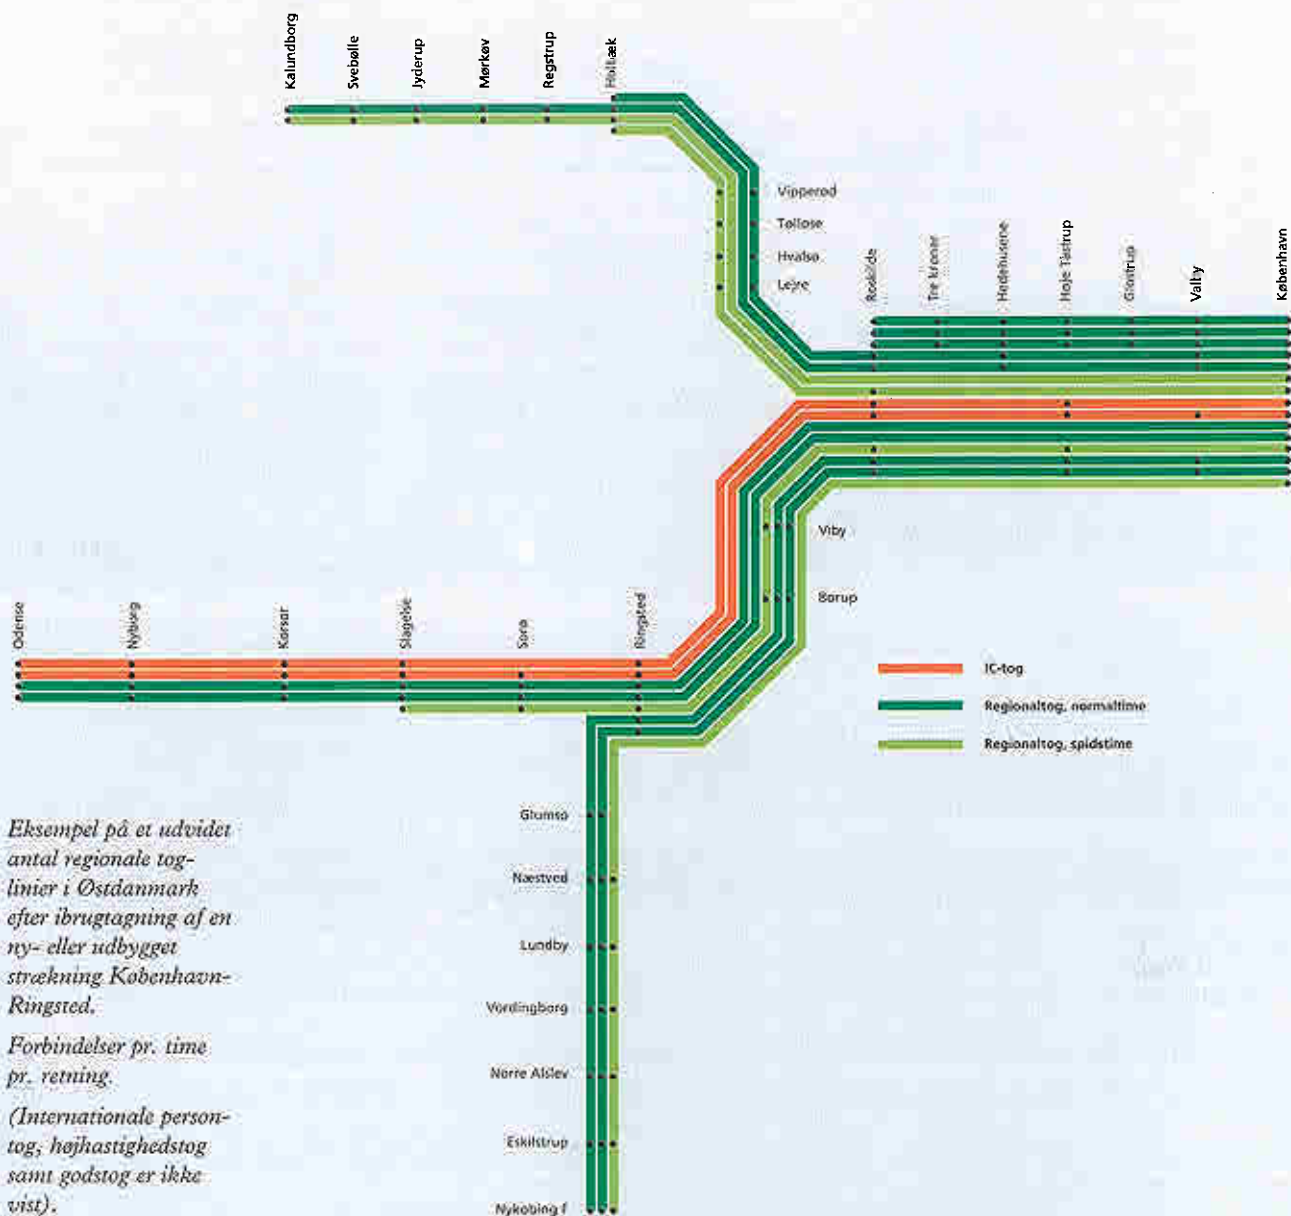 Kalundborg
Svebølle
Jyderup
Mørkøv
Regstrup
Holbæk
Vipperød
Tølløse
Hvalsø
Lejre
Roskilde
Tre kroner
Hedehusene
Høje Tåstrup
Glostrup
Valby
København
Viby
Borup
Odense
Nyborg
Korsør
Slagelse
Sorø
Ringsted
IC-tog
Regionaltog, normaltime
Regionaltog, spidstime
Glumsø
Næstved
Lundby
Vordingborg
Nørre Alslev
Eskilstrup
Nykøbing f
Eksempel på et udvidet
antal regionale tog-
linier i Østdanmark
efter ibrugtagning af en
ny- eller udbygget
strækning København-
Ringsted.
Forbindelser pr. time
pr. retning.
(Internationale person-
tog, højhastighedstog
samt godstog er ikke
vist).